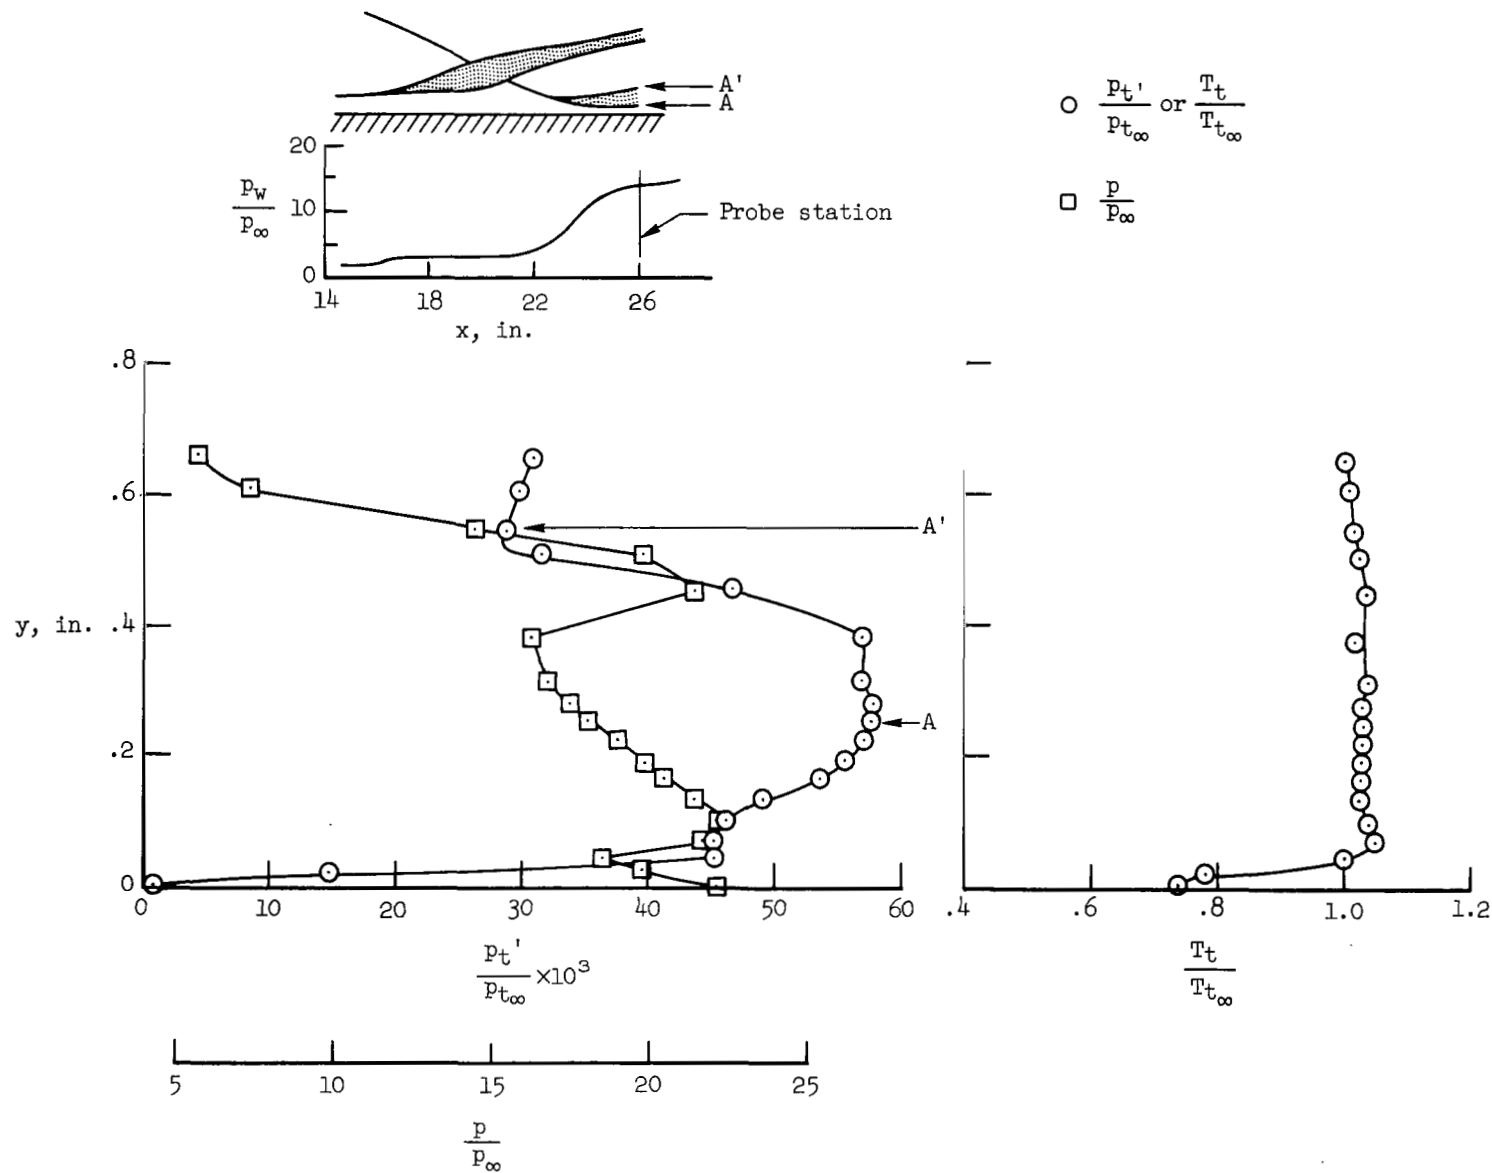 A'
A
20
10
0
p_w/p_∞
14 18 22 26
x, in.
Probe station
○ p_t'/p_t∞ or T_t/T_t∞
□ p/p_∞
.8
.6
.4
.2
0
y, in.
A'
A
0 10 20 30 40 50 60
p_t'/p_t∞ ×10³
.4 .6 .8 1.0 1.2
T_t/T_t∞
5 10 15 20 25
p/p_∞